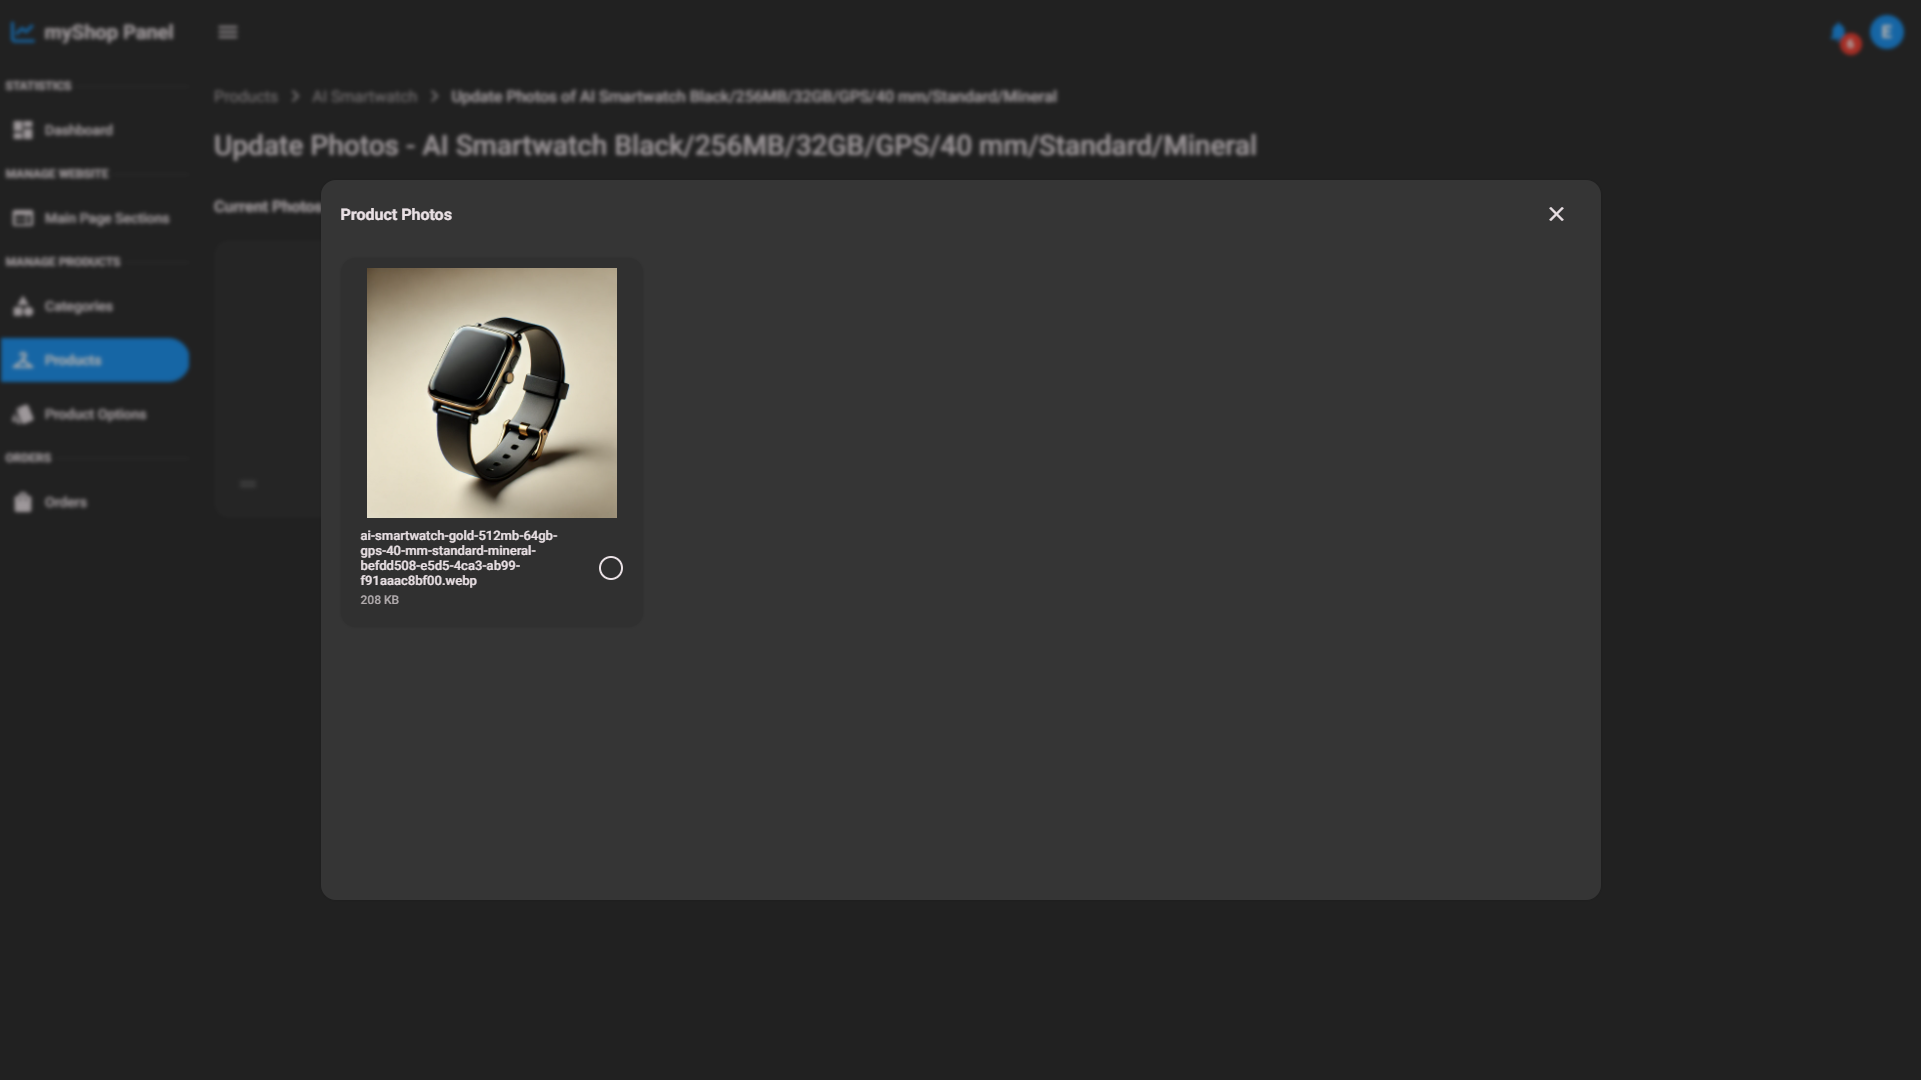 myShop Panel
E
6
STATISTICS
Products > AI Smartwatch > Update Photos of AI Smartwatch Black/256MB/32GB/GPS/40 mm/Standard/Mineral
Dashboard
Update Photos - AI Smartwatch Black/256MB/32GB/GPS/40 mm/Standard/Mineral
MANAGE WEBSITE
Main Page Sections
Current Photos
MANAGE PRODUCTS
Categories
Products
Product Options
ORDERS
Orders
Product Photos
ai-smartwatch-gold-512mb-64gb-
gps-40-mm-standard-mineral-
befdd508-e5d5-4ca3-ab99-
f91aaac8bf00.webp
208 KB